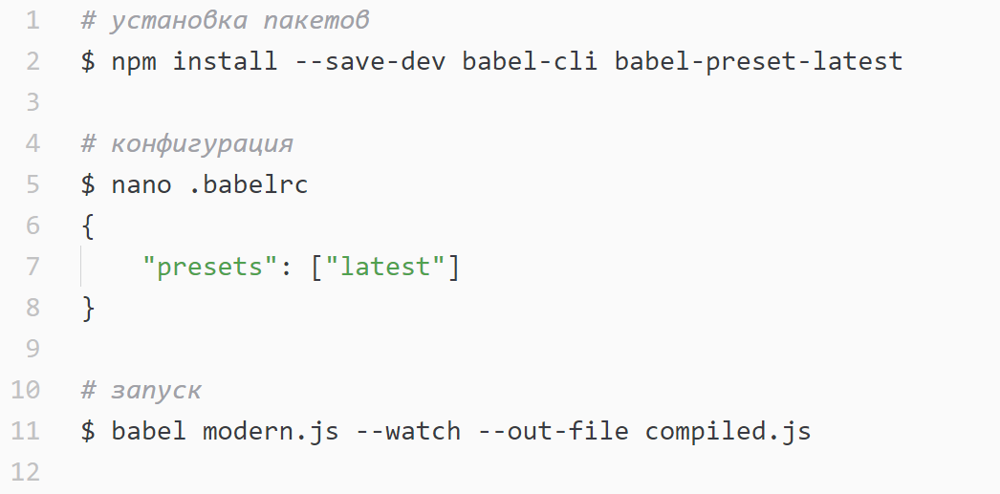 1 # установка пакетов
2 $ npm install --save-dev babel-cli babel-preset-latest
3
4 # конфигурация
5 $ nano .babelrc
6 {
7 "presets": ["latest"]
8 }
9
10 # запуск
11 $ babel modern.js --watch --out-file compiled.js
12